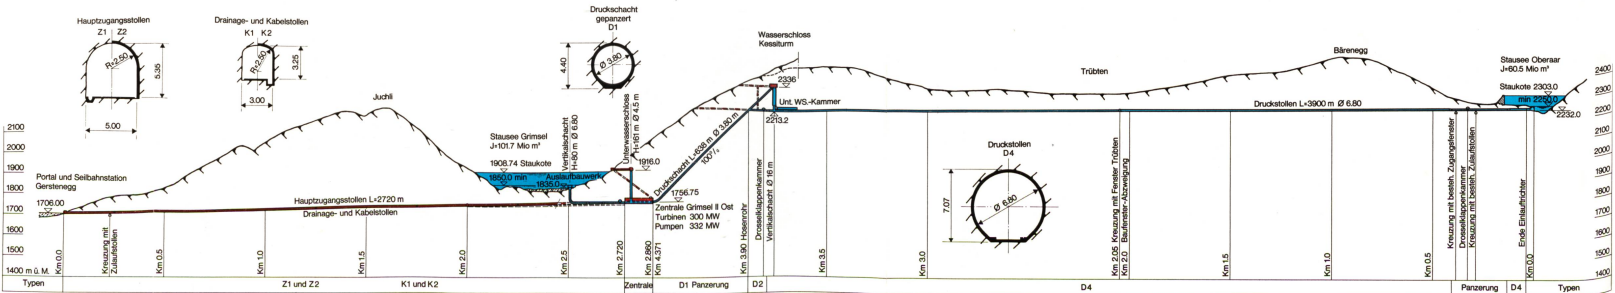 Hauptzugangsstollen
Z1 Z2
R=2.50
5.35
5.00
Drainage- und Kabelstollen
K1 K2
R=2.50
3.25
3.00
Druckschacht
gepanzert
D1
4.40
Ø 3.80
Wasserschloss
Kessiturm
2336
Unt. WS.-Kammer
2213.2
Trübten
Bärenegg
Stausee Oberaar
J=60.5 Mio m³
Staukote 2303.0
min 2250.0
2232.0
Druckstollen L=3900 m Ø 6.80
Juchli
Stausee Grimsel
J=101.7 Mio m³
1908.74 Staukote
1850.0 min
Auslaufbauwerk
1835.0
Vertikalschacht
H=80 m Ø 6.80
Unterwasserschloss
H=161 m Ø 4.5 m
1916.0
Druckschacht L=638 m Ø 3.80 m
100%
1756.75
Zentrale Grimsel II Ost
Turbinen 300 MW
Pumpen 332 MW
Portal und Seilbahnstation
Gerstenegg
1706.00
Hauptzugangsstollen L=2720 m
Drainage- und Kabelstollen
Druckstollen
D4
7.07
Ø 6.80
2100
2000
1900
1800
1700
1600
1500
1400 m ü. M.
2400
2300
2200
2100
2000
1900
1800
1700
1600
1500
1400
Km 0.0
Kreuzung mit
Zulaufstollen
Km 0.5
Km 1.0
Km 1.5
Km 2.0
Km 2.5
Km 2.720
Km 2.860
Km 4.371
Km 3.90 Hosenrohr
Drosselklappenkammer
Vertikalschacht Ø 16 m
Km 3.5
Km 3.0
Km 2.05 Kreuzung mit Fenster Trübten
Km 2.0
Baufenster-Abzweigung
Km 1.5
Km 1.0
Km 0.5
Kreuzung mit besteh. Zugangsfenster
Drosselklappenkammer
Kreuzung mit besteh. Zulaufstollen
Ende Einlauftrichter
Km 0.0
Typen
Z1 und Z2
K1 und K2
Zentrale
D1 Panzerung
D2
D4
Panzerung
D4
Typen